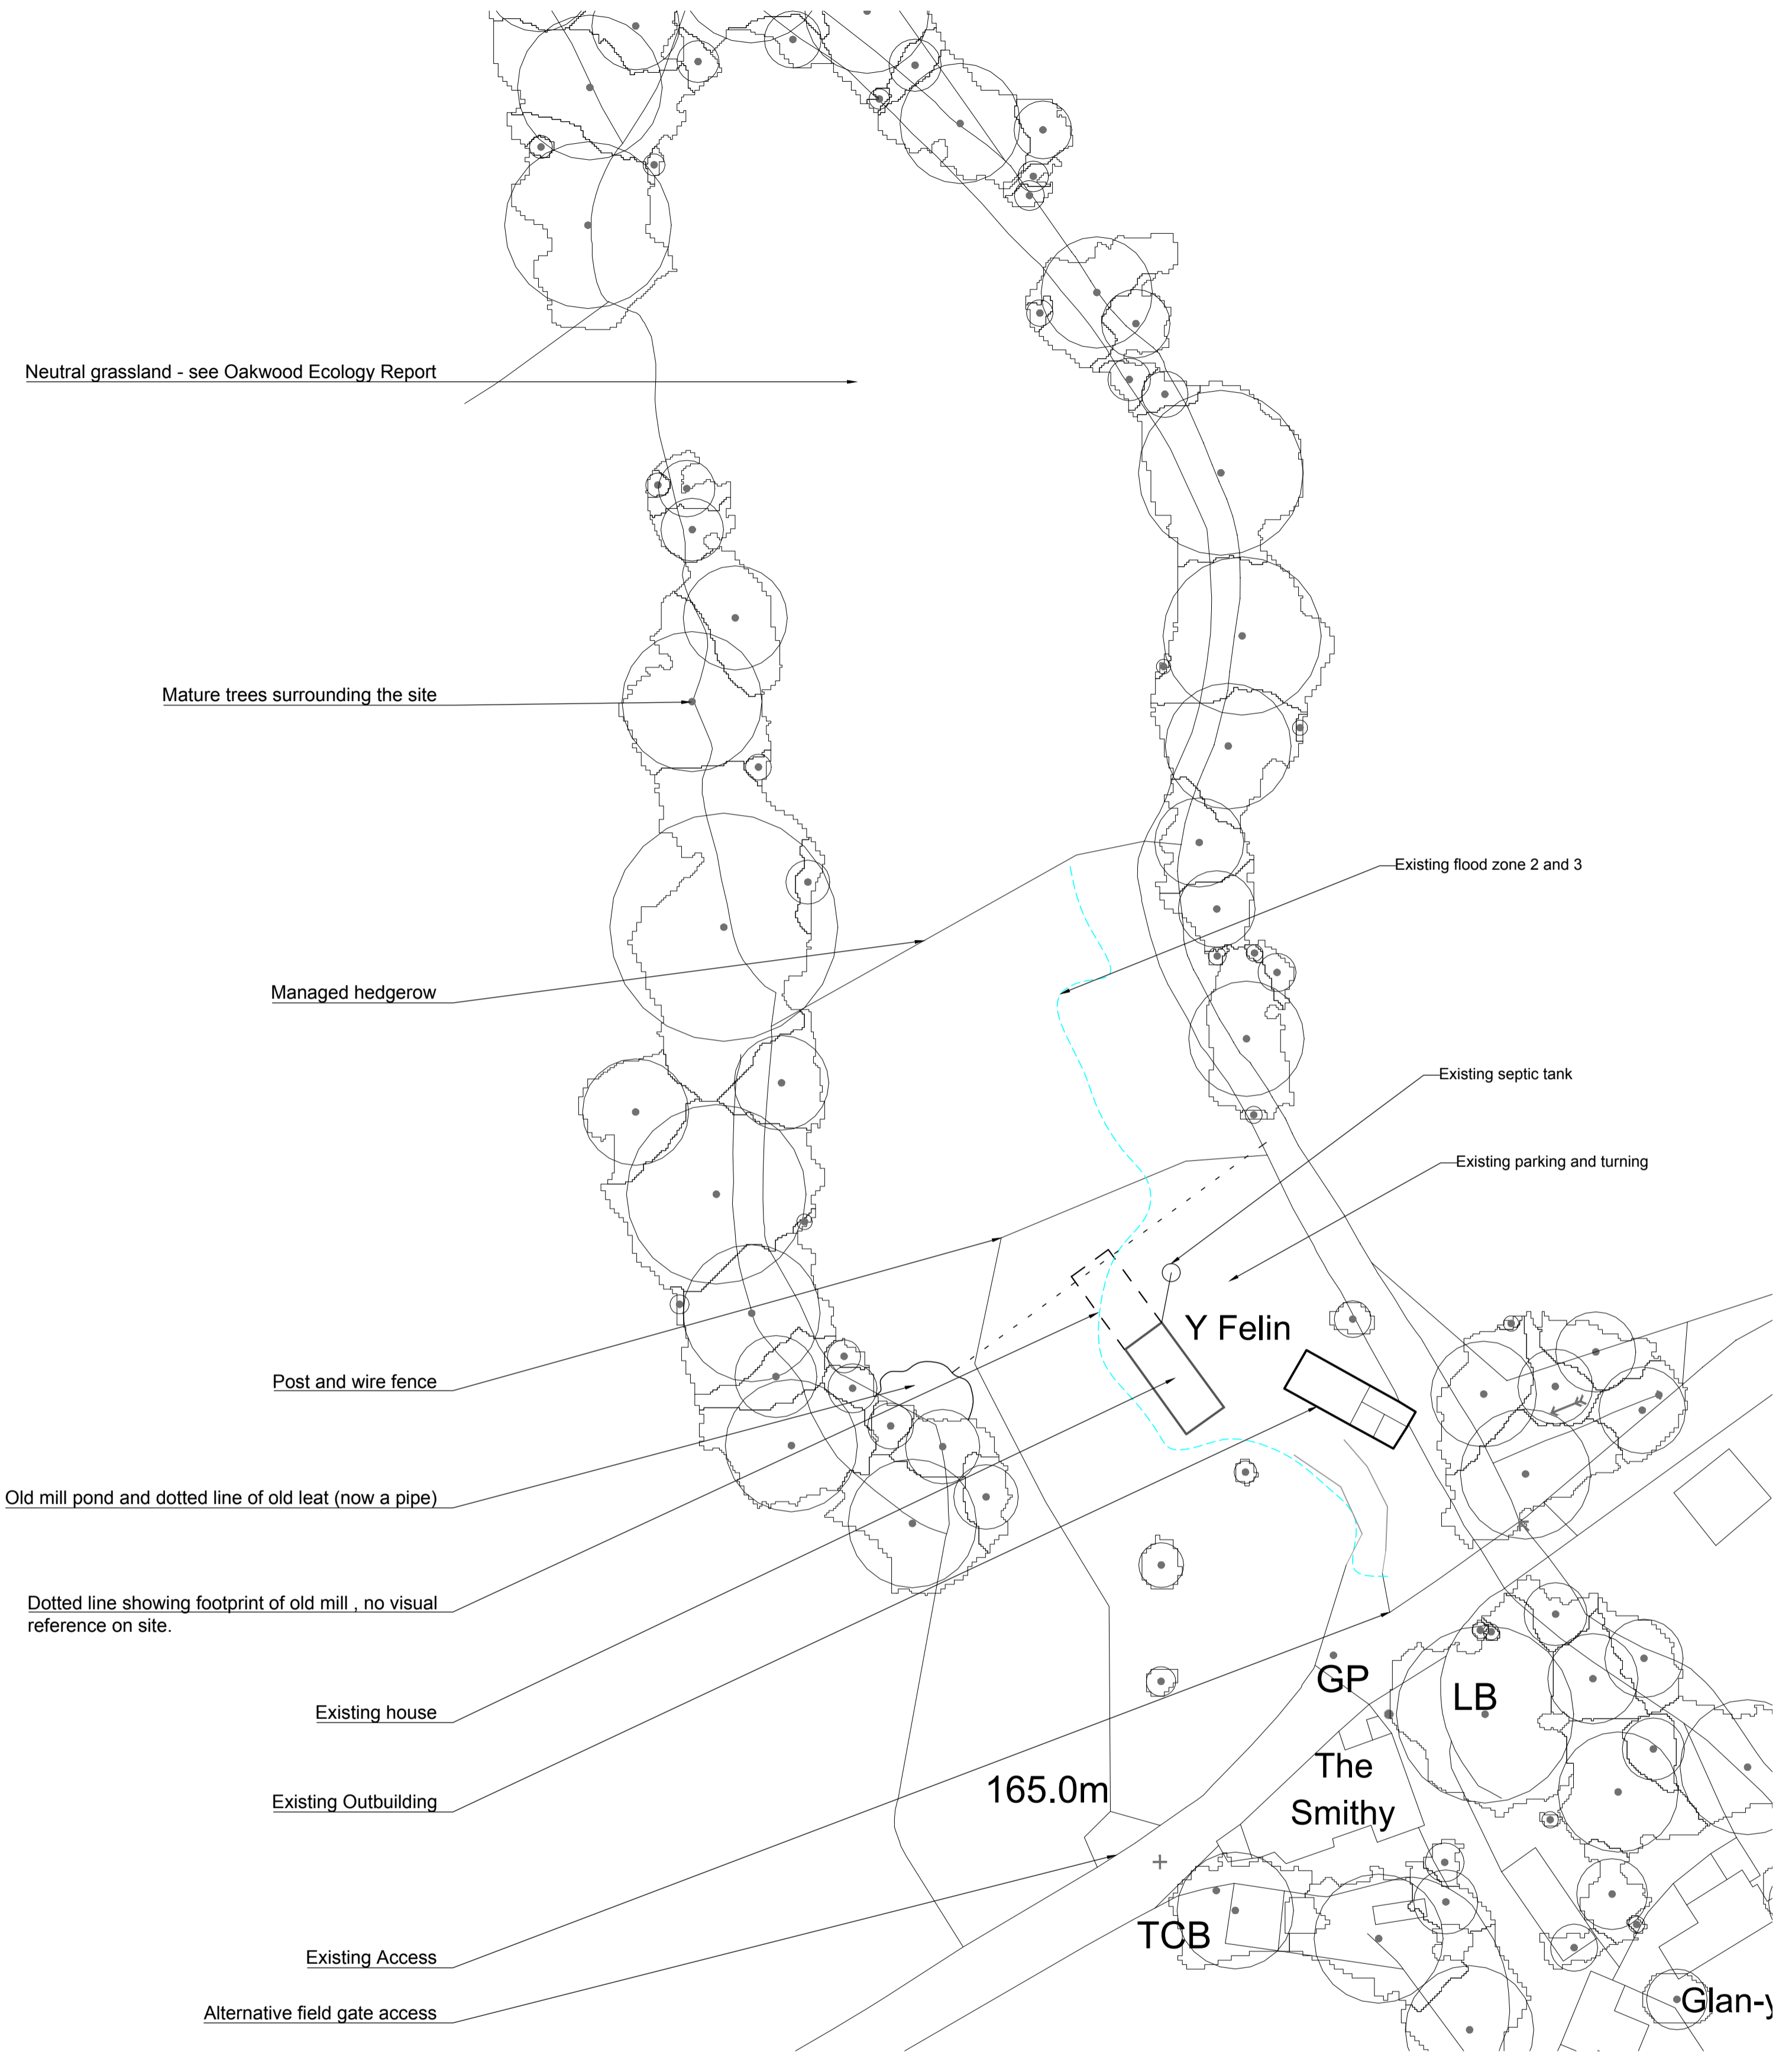 Neutral grassland - see Oakwood Ecology Report
Mature trees surrounding the site
Existing flood zone 2 and 3
Managed hedgerow
Existing septic tank
Existing parking and turning
Y Felin
Post and wire fence
Old mill pond and dotted line of old leat (now a pipe)
Dotted line showing footprint of old mill , no visual
reference on site.
GP
LB
Existing house
The
Smithy
165.0m
Existing Outbuilding
TCB
Existing Access
Glan-y
Alternative field gate access